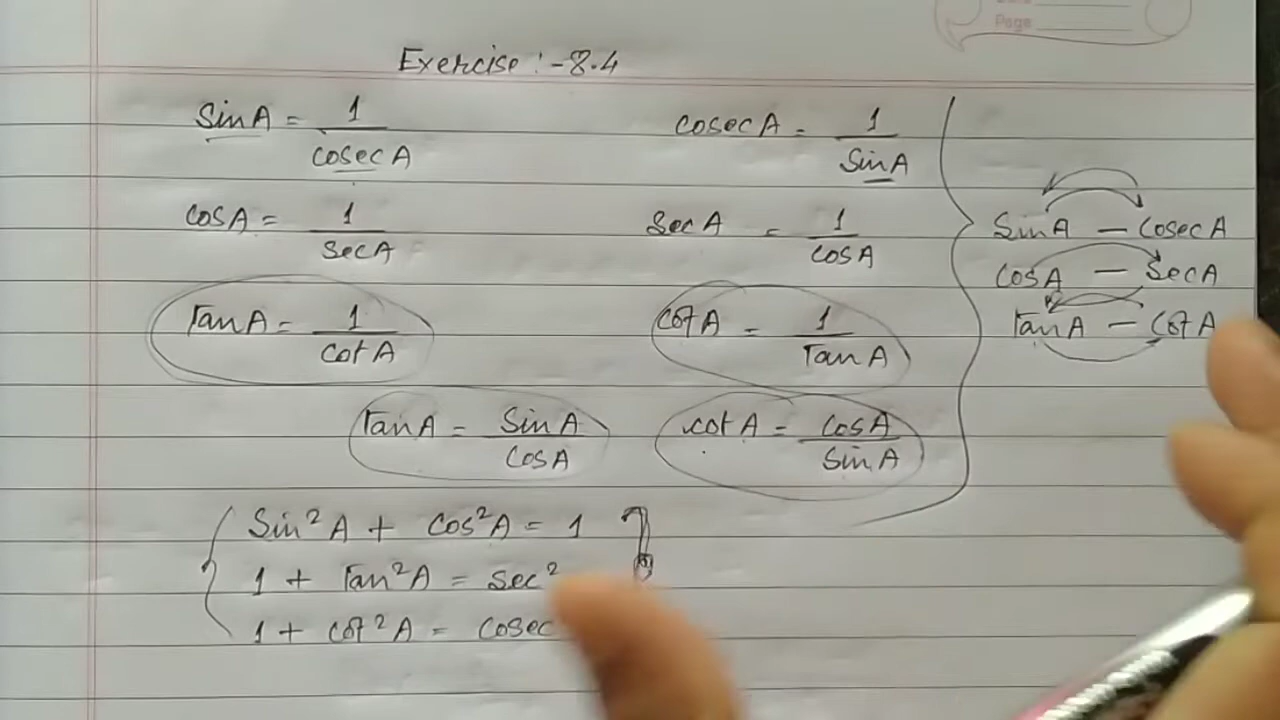 Page
Exercise :- 8.4
SinA = 1/cosecA cosecA = 1/SinA
cosA = 1/secA secA = 1/cosA
TanA = 1/cotA cotA = 1/TanA
TanA = SinA/CosA cotA = CosA/SinA
SinA — CosecA
CosA — SecA
TanA — CotA
Sin²A + Cos²A = 1
1 + Tan²A = sec²
1 + cot²A = cosec